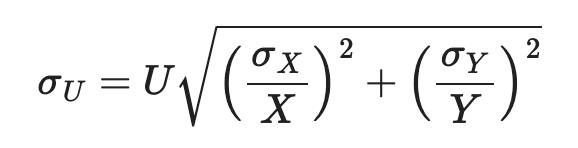 σ_U = U√((σ_X/X)² + (σ_Y/Y)²)